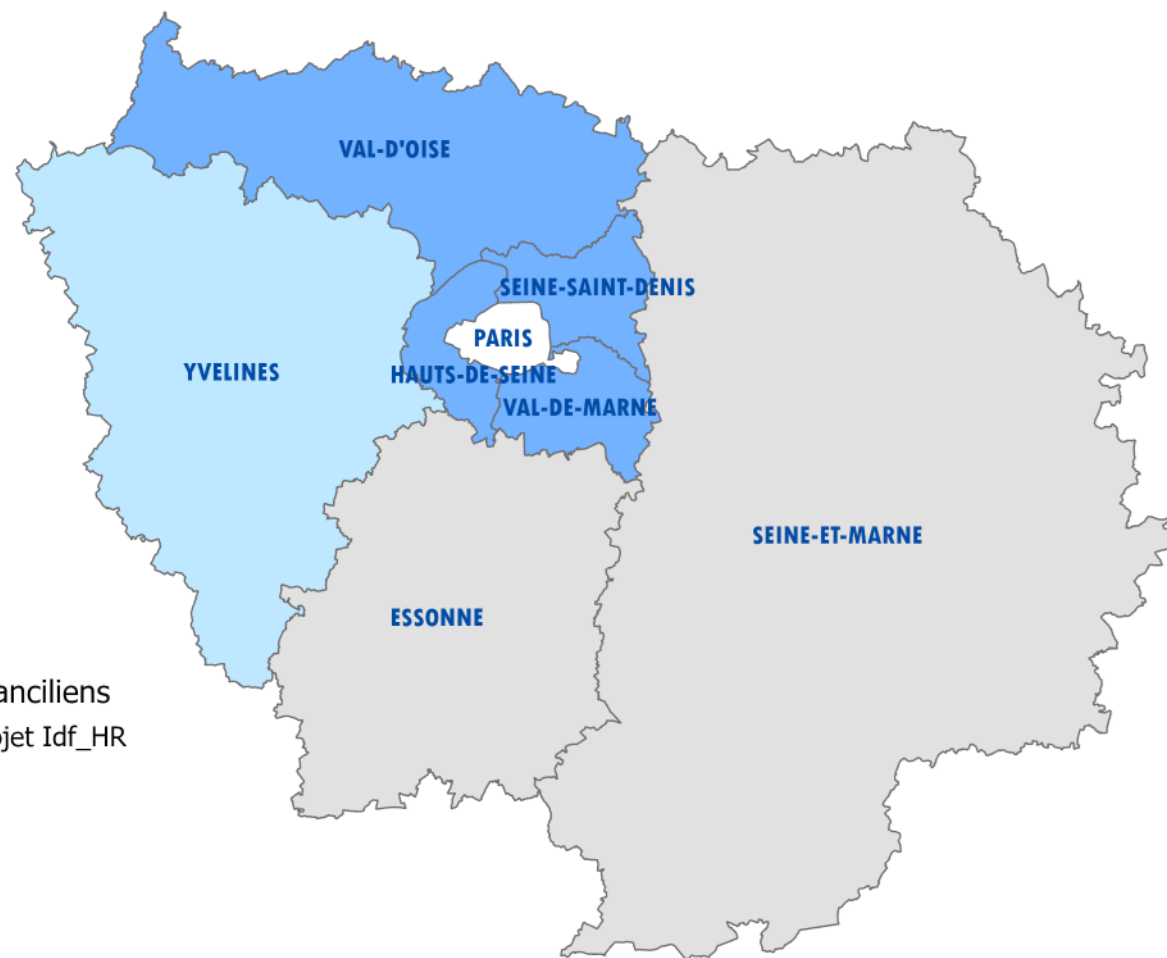 VAL-D'OISE
SEINE-SAINT-DENIS
PARIS
YVELINES
HAUTS-DE-SEINE
VAL-DE-MARNE
SEINE-ET-MARNE
ESSONNE
anciliens
jet Idf_HR